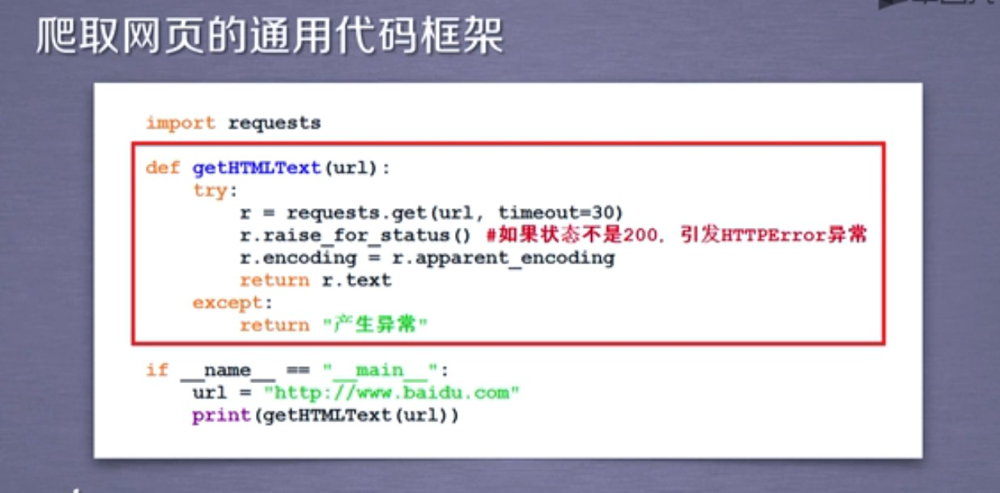 爬取网页的通用代码框架
import requests
def getHTMLText(url):
    try:
        r = requests.get(url, timeout=30)
        r.raise_for_status() #如果状态不是200，引发HTTPError异常
        r.encoding = r.apparent_encoding
        return r.text
    except:
        return "产生异常"
if __name__ == "__main__":
    url = "http://www.baidu.com"
    print(getHTMLText(url))